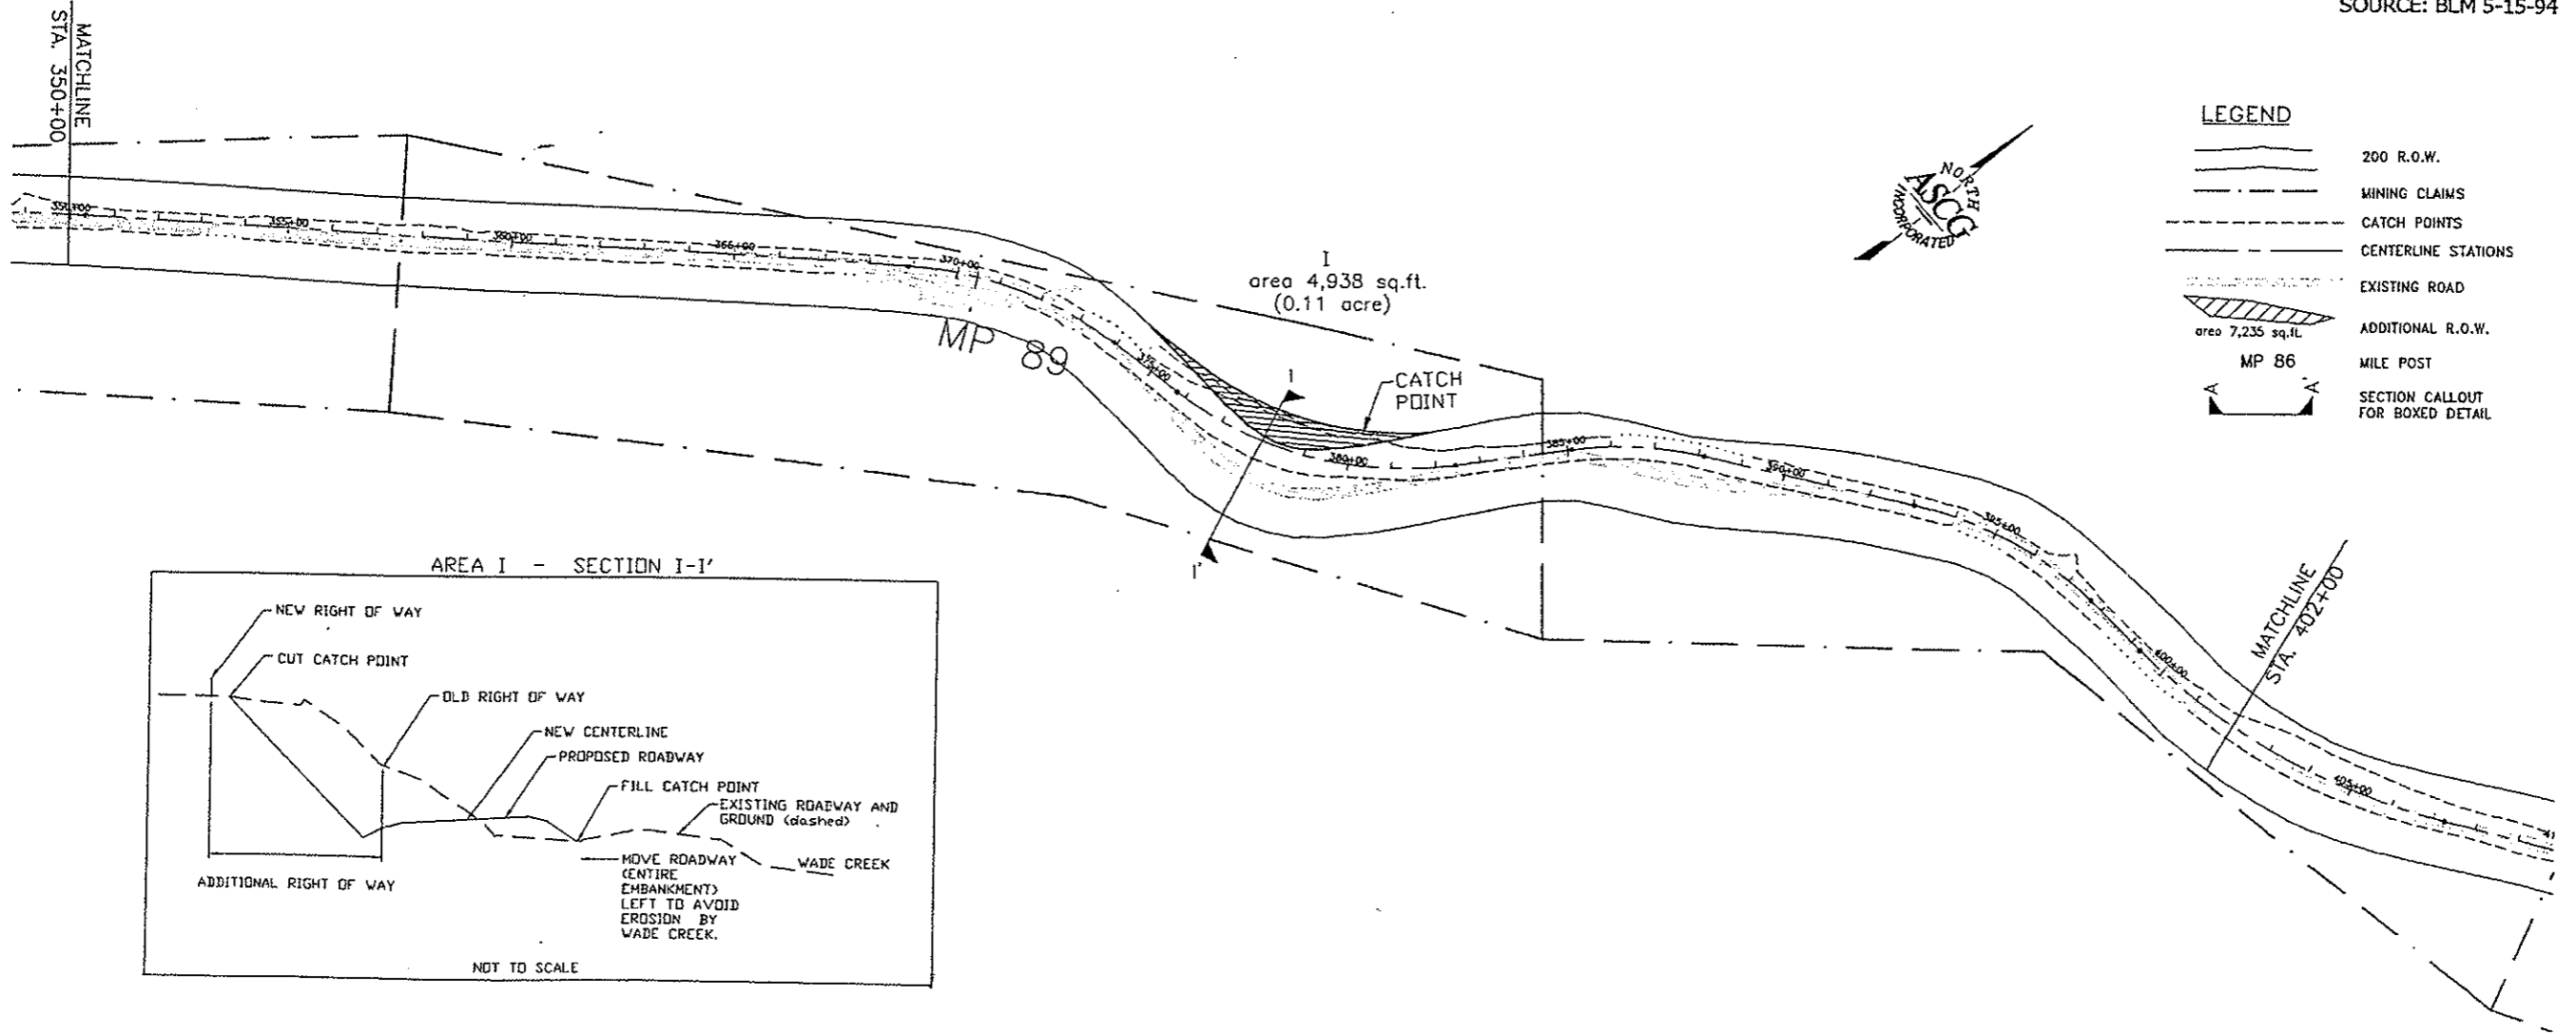 SOURCE: BLM 5-15-94
MATCHLINE
STA. 350+00
LEGEND
200 R.O.W.
MINING CLAIMS
CATCH POINTS
CENTERLINE STATIONS
EXISTING ROAD
area 7,235 sq.ft.
ADDITIONAL R.O.W.
MP 86
MILE POST
A A
SECTION CALLOUT
FOR BOXED DETAIL
NORTH
ASCG
INCORPORATED
350+00
355+00
360+00
365+00
370+00
I
area 4,938 sq.ft.
(0.11 acre)
MP 89
375+00
I
CATCH
POINT
380+00
385+00
390+00
395+00
I'
400+00
405+00
MATCHLINE
STA. 402+00
AREA I - SECTION I-I'
NEW RIGHT OF WAY
CUT CATCH POINT
OLD RIGHT OF WAY
NEW CENTERLINE
PROPOSED ROADWAY
FILL CATCH POINT
EXISTING ROADWAY AND
GROUND (dashed)
MOVE ROADWAY
(ENTIRE
EMBANKMENT)
LEFT TO AVOID
EROSION BY
WADE CREEK.
WADE CREEK
ADDITIONAL RIGHT OF WAY
NOT TO SCALE